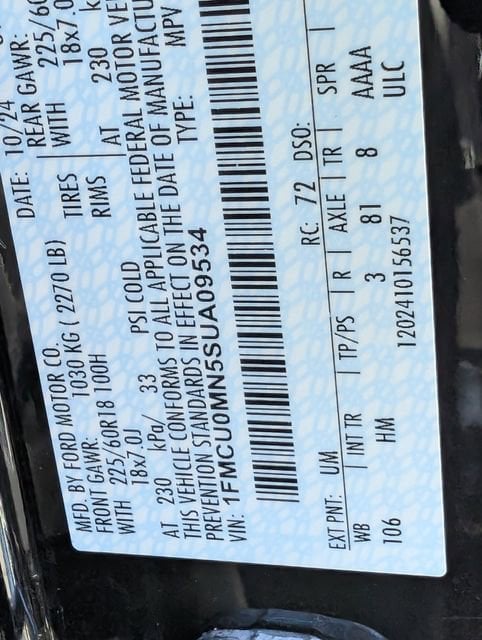 MFD. BY FORD MOTOR CO. DATE: 10/24
FRONT GAWR: 1030 KG ( 2270 LB) REAR GAWR:
WITH 225/60R18 100H TIRES WITH 225/60
18x7.0J RIMS 18x7.0
AT 230 kPa/ 33 PSI COLD AT 230
THIS VEHICLE CONFORMS TO ALL APPLICABLE FEDERAL MOTOR VE
PREVENTION STANDARDS IN EFFECT ON THE DATE OF MANUFACTU
VIN: 1FMCU0MN5SUA09534 TYPE: MPV
EXT PNT: UM RC: 72 DSO:
WB | INT TR | TP/PS | R | AXLE | TR | SPR |
106 HM 3 81 8 AAAA
1202410156537 ULC